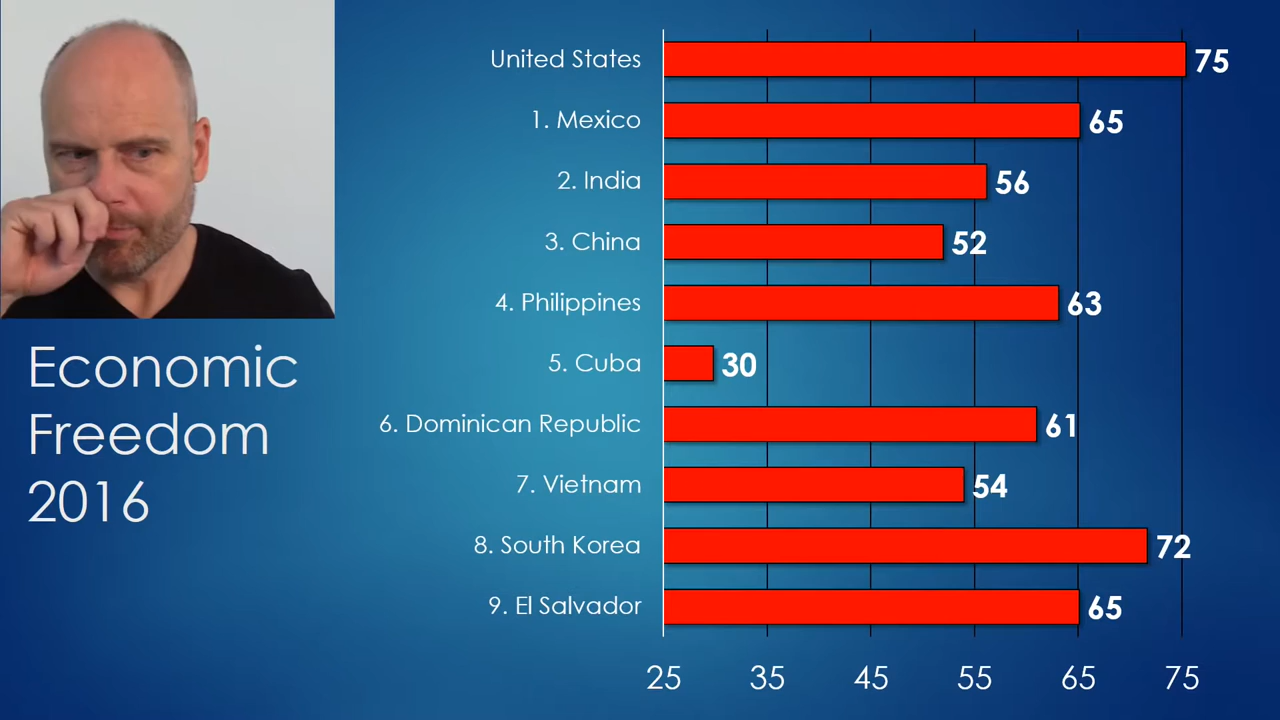 Economic
Freedom
2016
United States 75
1. Mexico 65
2. India 56
3. China 52
4. Philippines 63
5. Cuba 30
6. Dominican Republic 61
7. Vietnam 54
8. South Korea 72
9. El Salvador 65
25 35 45 55 65 75